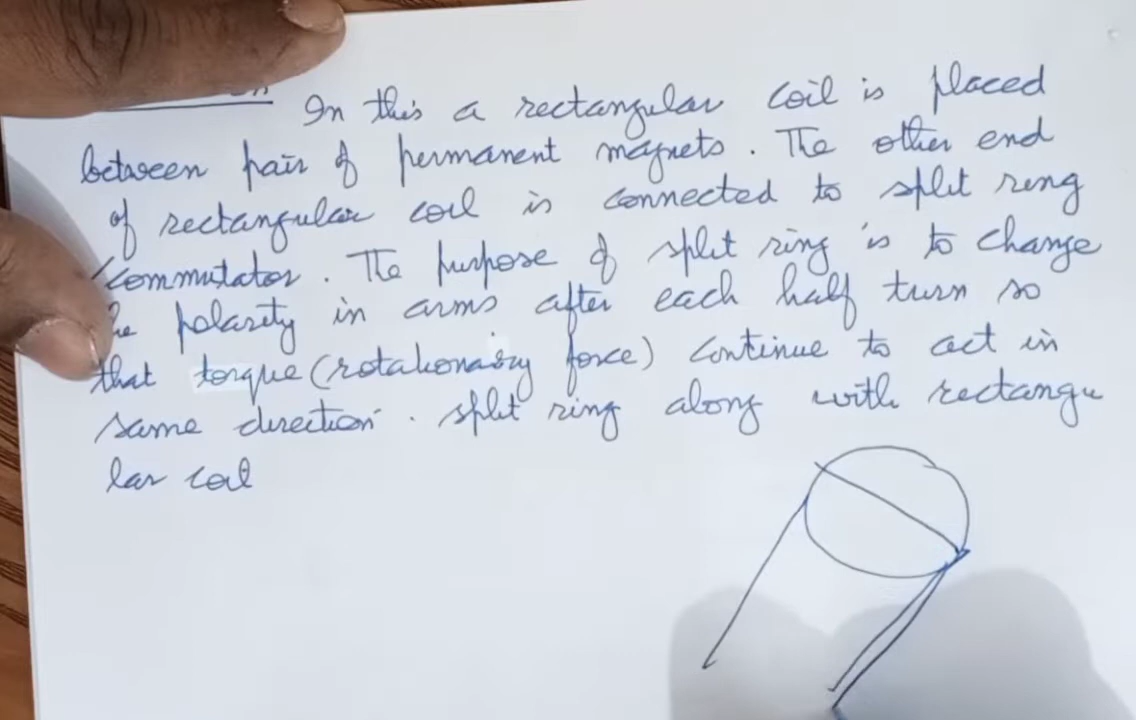 In this a rectangular coil is placed
between pair of permanent magnets. The other end
of rectangular coil is connected to split ring
commutator. The purpose of split ring is to change
he polarity in arms after each half turn so
that torque (rotationairy force) continue to act in
same direction. split ring along with rectangu
lar coil